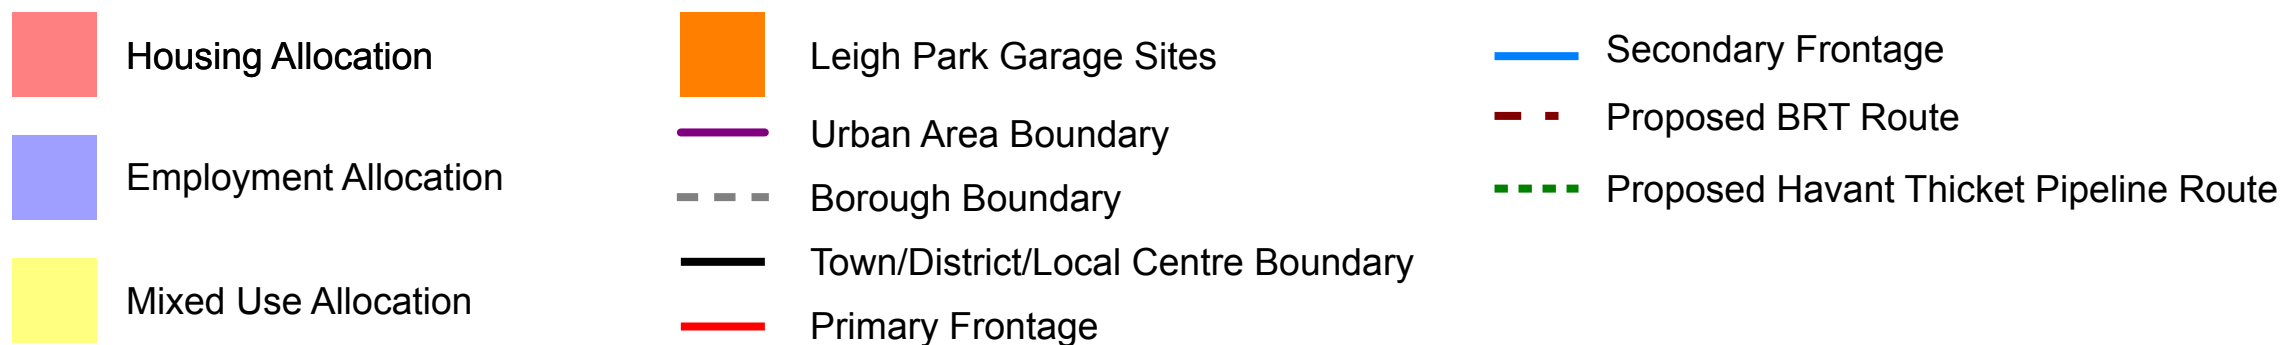 Housing Allocation
Employment Allocation
Mixed Use Allocation
Leigh Park Garage Sites
Urban Area Boundary
Borough Boundary
Town/District/Local Centre Boundary
Primary Frontage
Secondary Frontage
Proposed BRT Route
Proposed Havant Thicket Pipeline Route